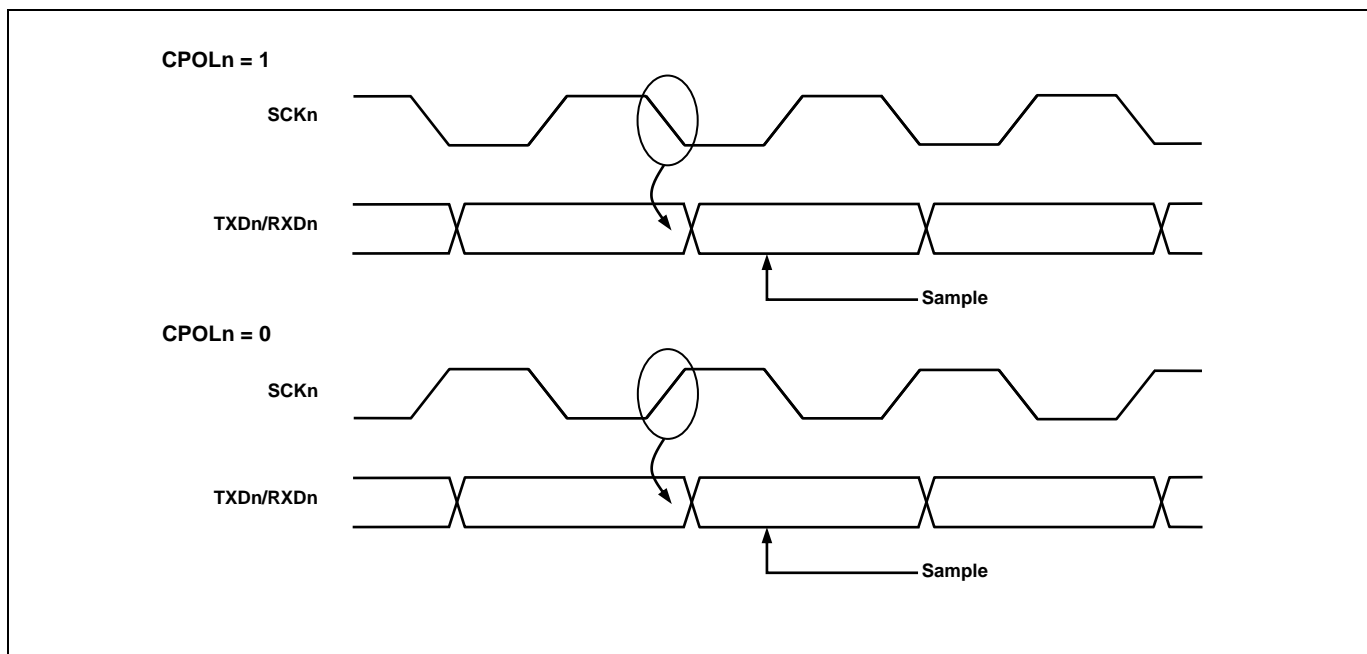 CPOLn = 1
SCKn
TXDn/RXDn
Sample
CPOLn = 0
SCKn
TXDn/RXDn
Sample